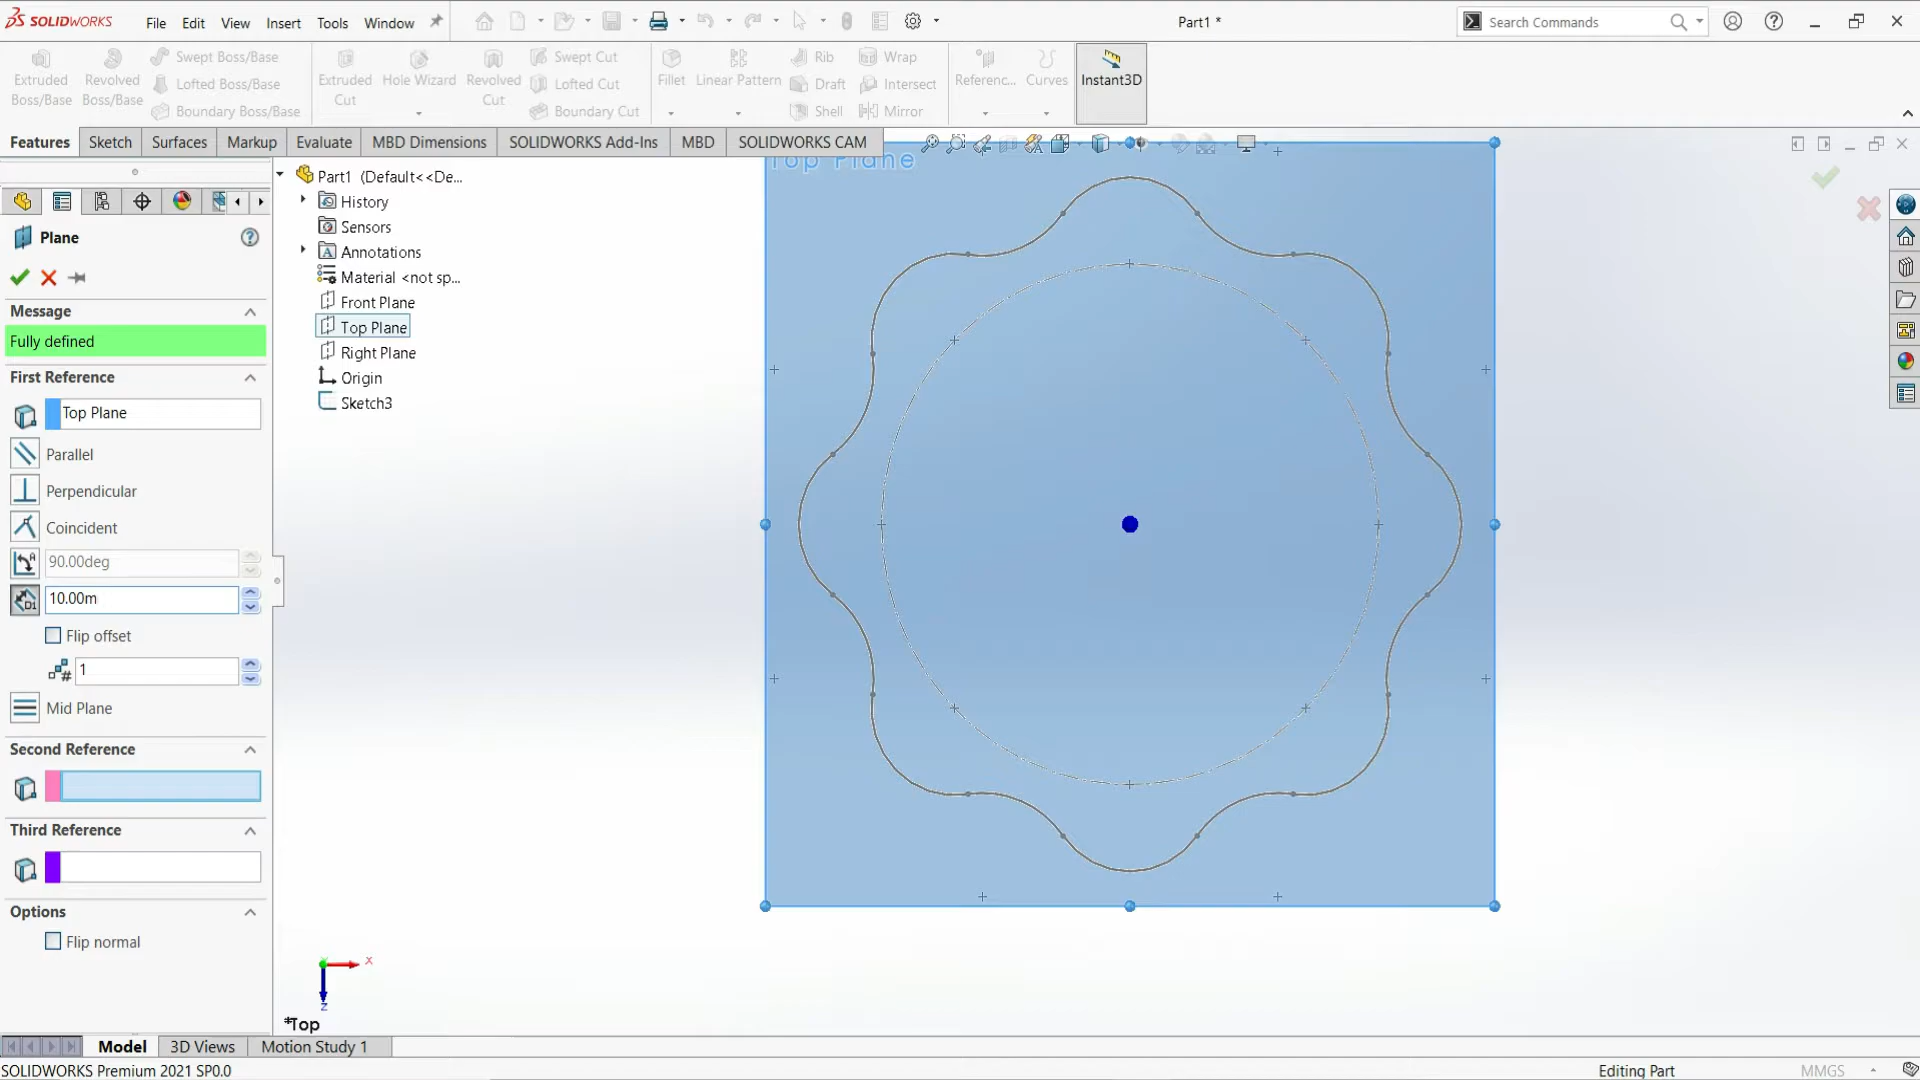 SOLIDWORKS File Edit View Insert Tools Window
Part1 *
Search Commands
Extruded Boss/Base
Revolved Boss/Base
Swept Boss/Base
Lofted Boss/Base
Boundary Boss/Base
Extruded Cut
Hole Wizard
Revolved Cut
Swept Cut
Lofted Cut
Boundary Cut
Fillet
Linear Pattern
Rib
Draft
Shell
Wrap
Intersect
Mirror
Referenc...
Curves
Instant3D
Features Sketch Surfaces Markup Evaluate MBD Dimensions SOLIDWORKS Add-Ins MBD SOLIDWORKS CAM
Top Plane
Plane
Message
Fully defined
First Reference
Top Plane
Parallel
Perpendicular
Coincident
90.00deg
10.00m
Flip offset
1
Mid Plane
Second Reference
Third Reference
Options
Flip normal
Part1 (Default<<De...
History
Sensors
Annotations
Material <not sp...
Front Plane
Top Plane
Right Plane
Origin
Sketch3
x
z
*Top
Model 3D Views Motion Study 1
SOLIDWORKS Premium 2021 SP0.0
Editing Part
MMGS